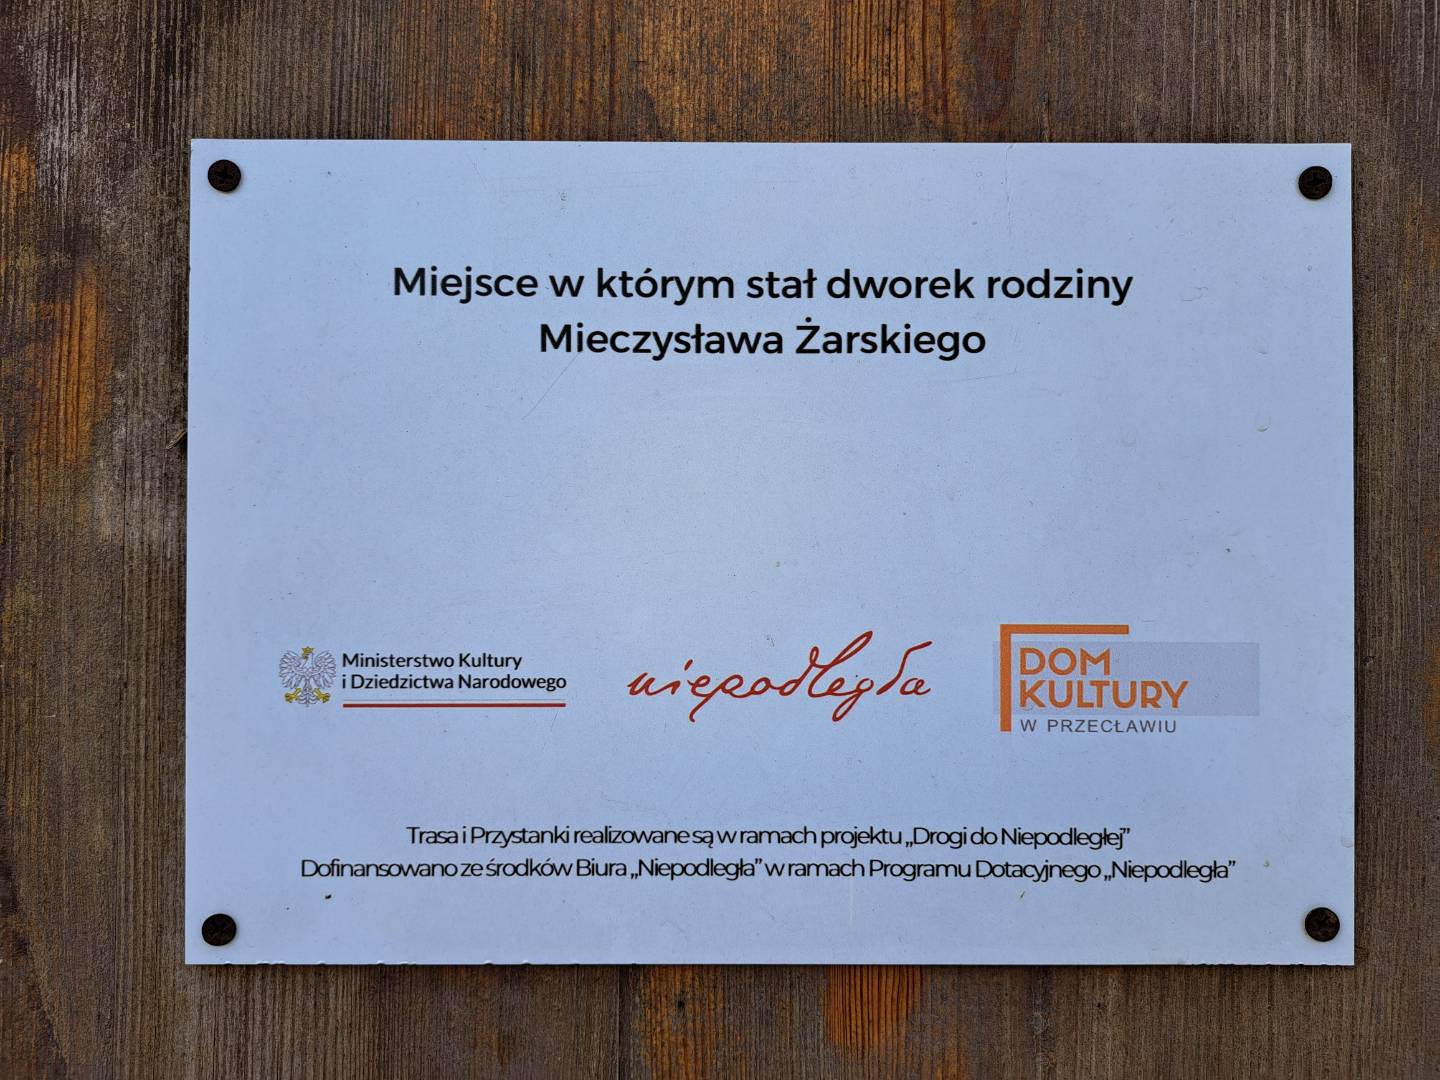 Miejsce w którym stał dworek rodziny
Mieczysława Żarskiego
Ministerstwo Kultury
i Dziedzictwa Narodowego
niepodległa
DOM
KULTURY
W PRZECŁAWIU
Trasa i Przystanki realizowane są w ramach projektu „Drogi do Niepodległej”
Dofinansowano ze środków Biura „Niepodległa” w ramach Programu Dotacyjnego „Niepodległa”